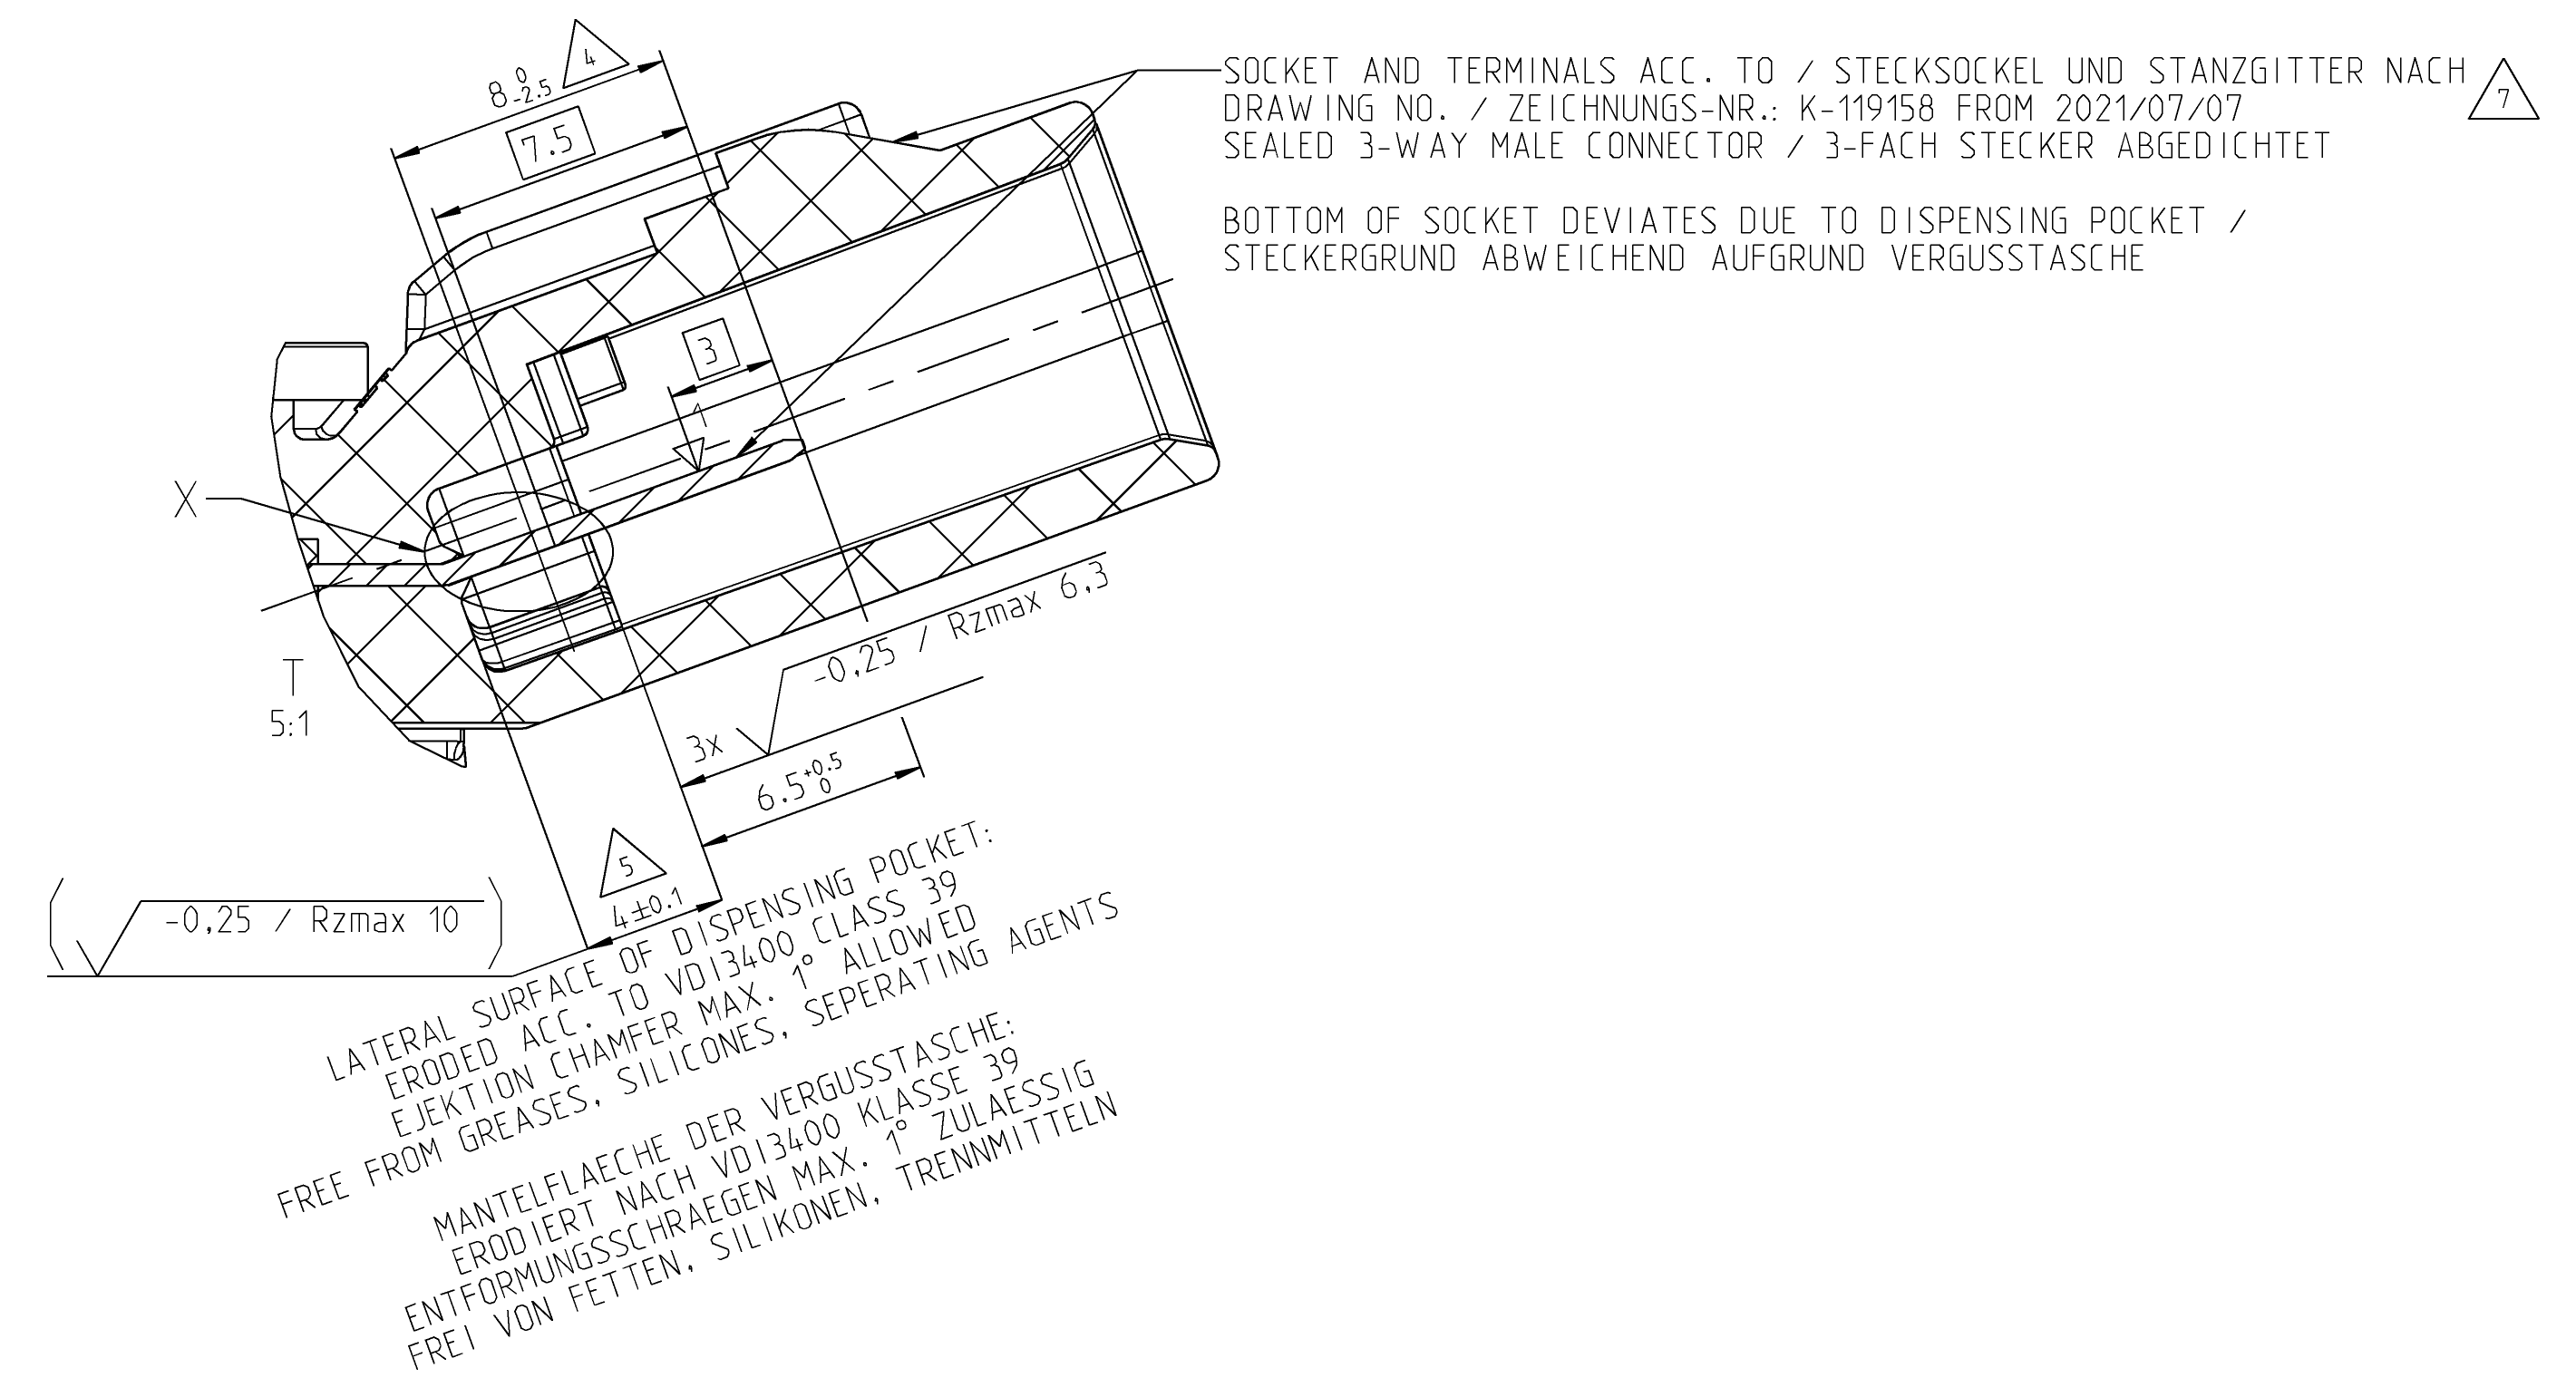 SOCKET AND TERMINALS ACC. TO / STECKSOCKEL UND STANZGITTER NACH
7
DRAWING NO. / ZEICHNUNGS-NR.: K-119158 FROM 2021/07/07
SEALED 3-WAY MALE CONNECTOR / 3-FACH STECKER ABGEDICHTET
BOTTOM OF SOCKET DEVIATES DUE TO DISPENSING POCKET /
STECKERGRUND ABWEICHEND AUFGRUND VERGUSSTASCHE
4
8 0 -2.5
7.5
3
1
X
T
5:1
3x -0,25 / Rzmax 6,3
6.5 +0.5 0
5
4±0.1
( -0,25 / Rzmax 10 )
LATERAL SURFACE OF DISPENSING POCKET:
ERODED ACC. TO VDI3400 CLASS 39
EJEKTION CHAMFER MAX. 1° ALLOWED
FREE FROM GREASES, SILICONES, SEPERATING AGENTS
MANTELFLAECHE DER VERGUSSTASCHE:
ERODIERT NACH VDI3400 KLASSE 39
ENTFORMUNGSSCHRAEGEN MAX. 1° ZULAESSIG
FREI VON FETTEN, SILIKONEN, TRENNMITTELN